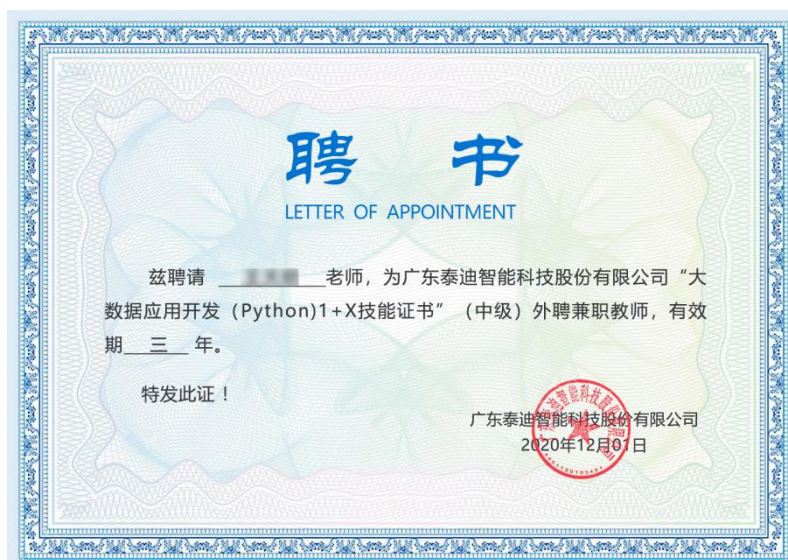 聘 书
LETTER OF APPOINTMENT
兹聘请 老师，为广东泰迪智能科技股份有限公司“大
数据应用开发（Python)1+X技能证书”（中级）外聘兼职教师，有效
期 三 年。
特发此证！
广东泰迪智能科技股份有限公司
2020年12月01日